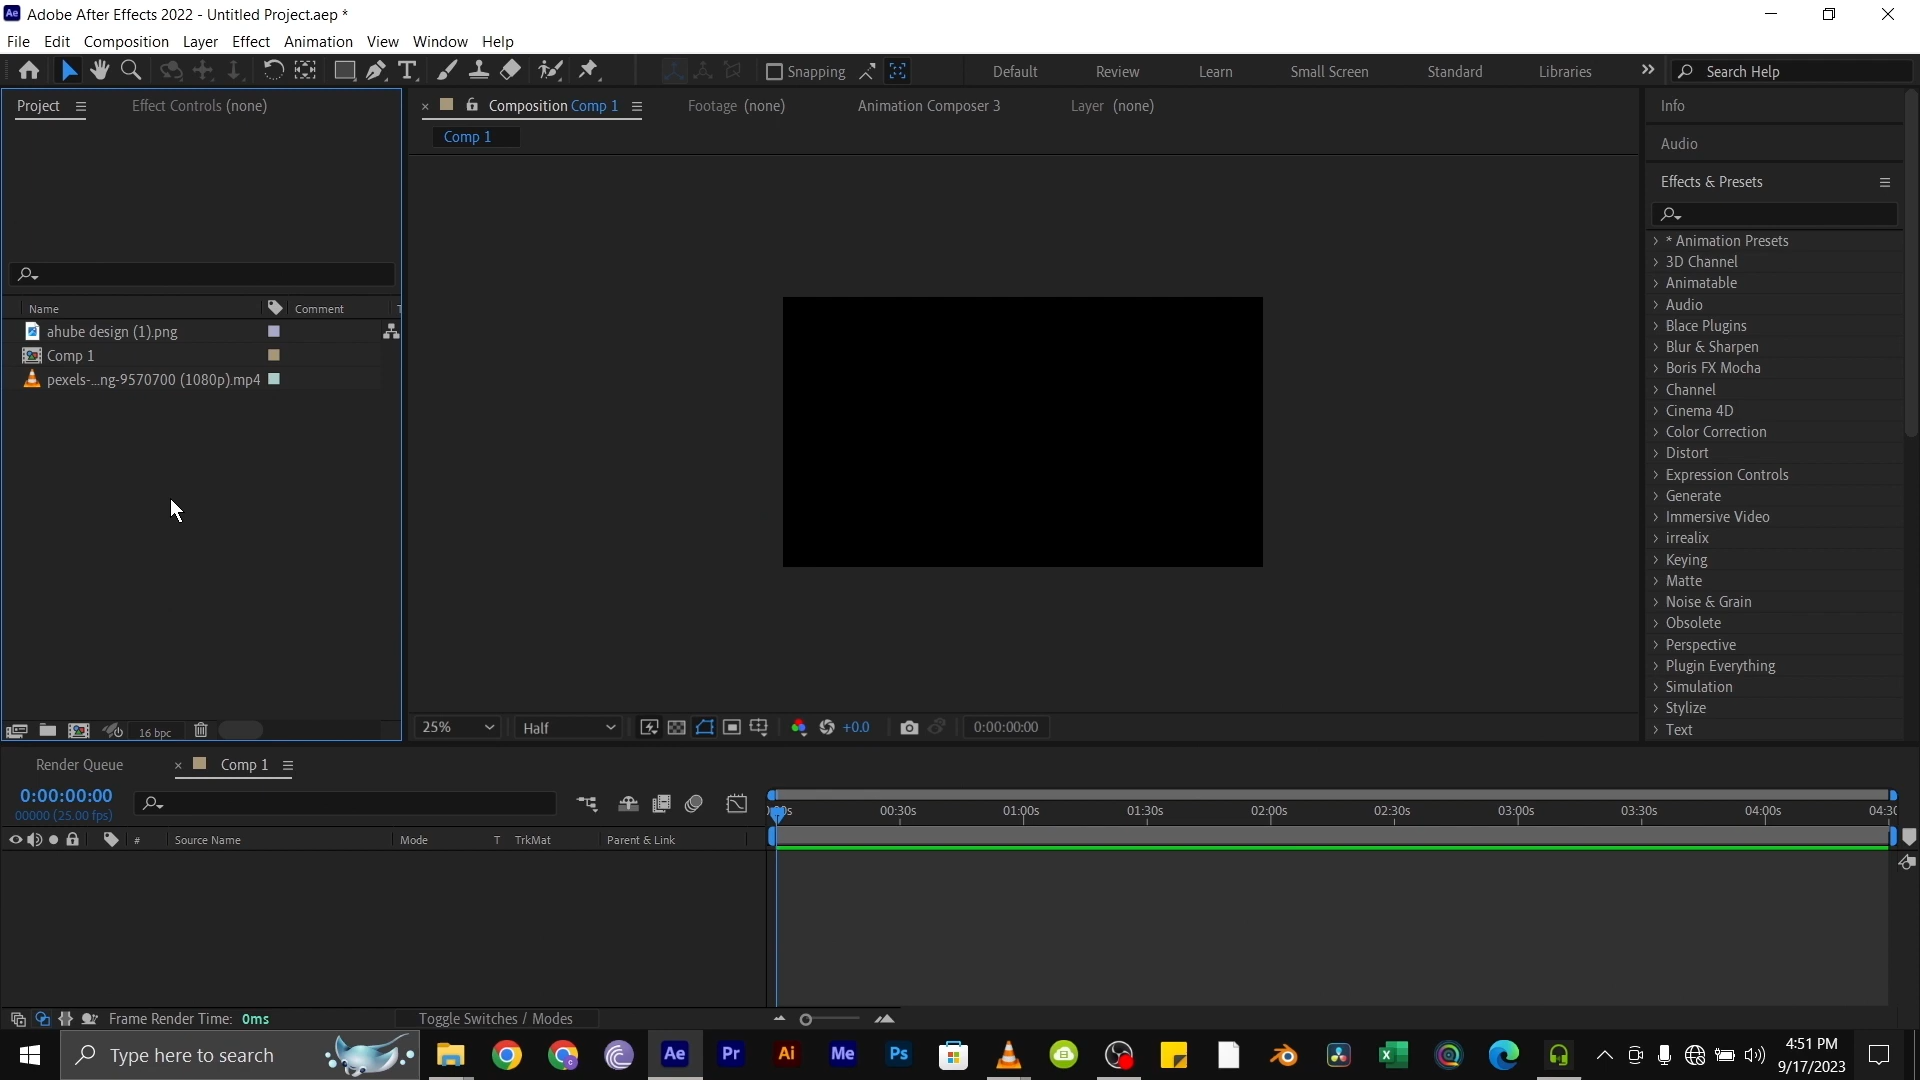 Adobe After Effects 2022 - Untitled Project.aep *
File Edit Composition Layer Effect Animation View Window Help
Snapping
Default Review Learn Small Screen Standard Libraries
Search Help
Project
Effect Controls (none)
Composition Comp 1
Footage (none)
Animation Composer 3
Layer (none)
Comp 1
Name Comment
ahube design (1).png
Comp 1
pexels-...ng-9570700 (1080p).mp4
16 bpc
25%
Half
+0.0
0:00:00:00
Info
Audio
Effects & Presets
* Animation Presets
3D Channel
Animatable
Audio
Blace Plugins
Blur & Sharpen
Boris FX Mocha
Channel
Cinema 4D
Color Correction
Distort
Expression Controls
Generate
Immersive Video
irrealix
Keying
Matte
Noise & Grain
Obsolete
Perspective
Plugin Everything
Simulation
Stylize
Text
Render Queue
Comp 1
0:00:00:00
00000 (25.00 fps)
00:30s 01:00s 01:30s 02:00s 02:30s 03:00s 03:30s 04:00s
# Source Name Mode T TrkMat Parent & Link
Frame Render Time: 0ms
Toggle Switches / Modes
Type here to search
Ae Pr Ai Me Ps
4:51 PM
9/17/2023